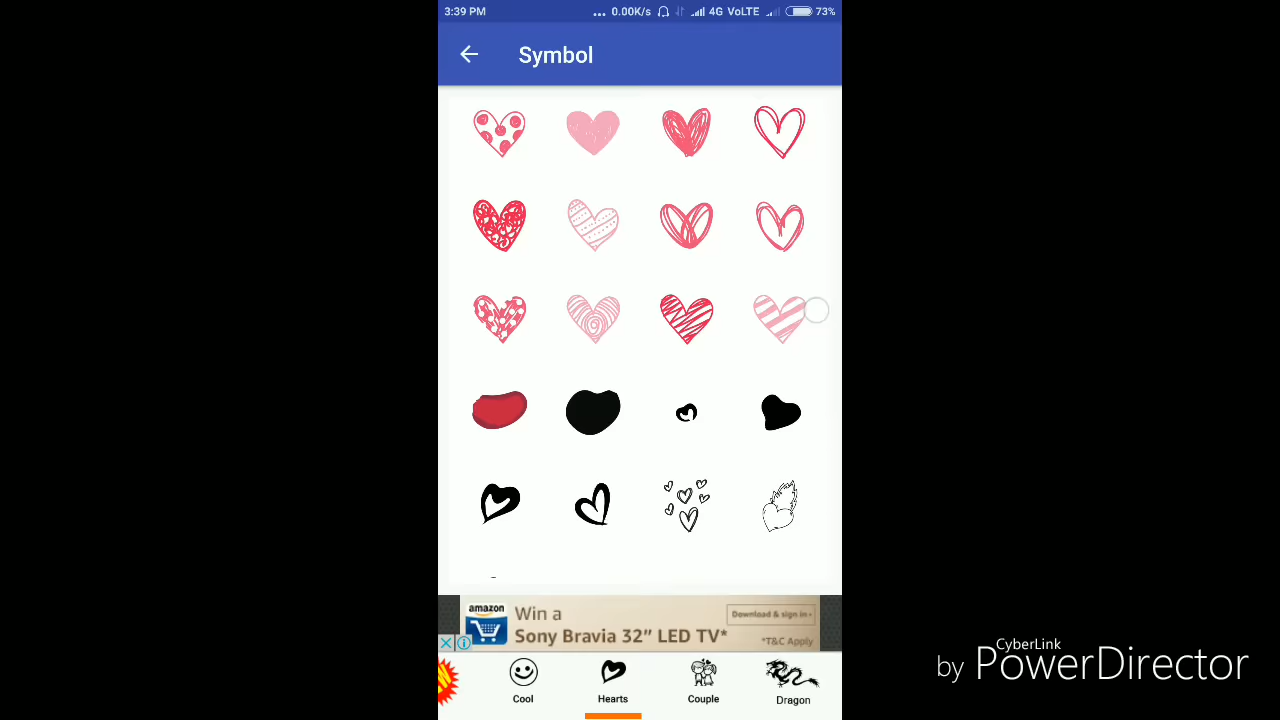 3:39 PM ... 0.00K/s 4G VoLTE 73%
Symbol
amazon
Win a
Sony Bravia 32" LED TV*
Download & sign in ›
*T&C Apply
Cool Hearts Couple Dragon
CyberLink
by PowerDirector